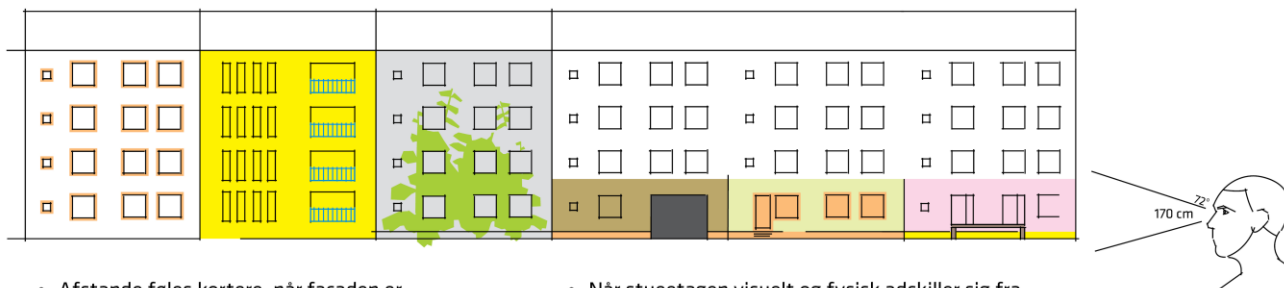 72°
170 cm
• Afstande føles kortere, når facaden er
• Når stueetagen visuelt og fysisk adskiller sig fra